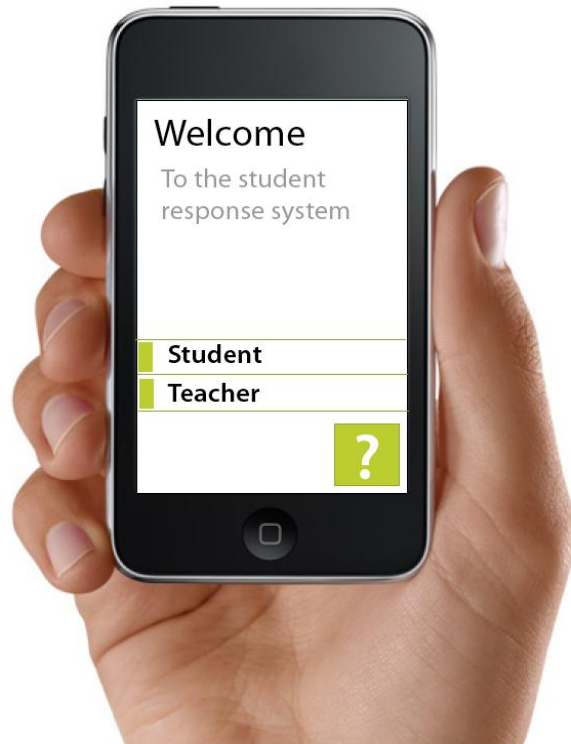 Welcome
To the student
response system
Student
Teacher
?